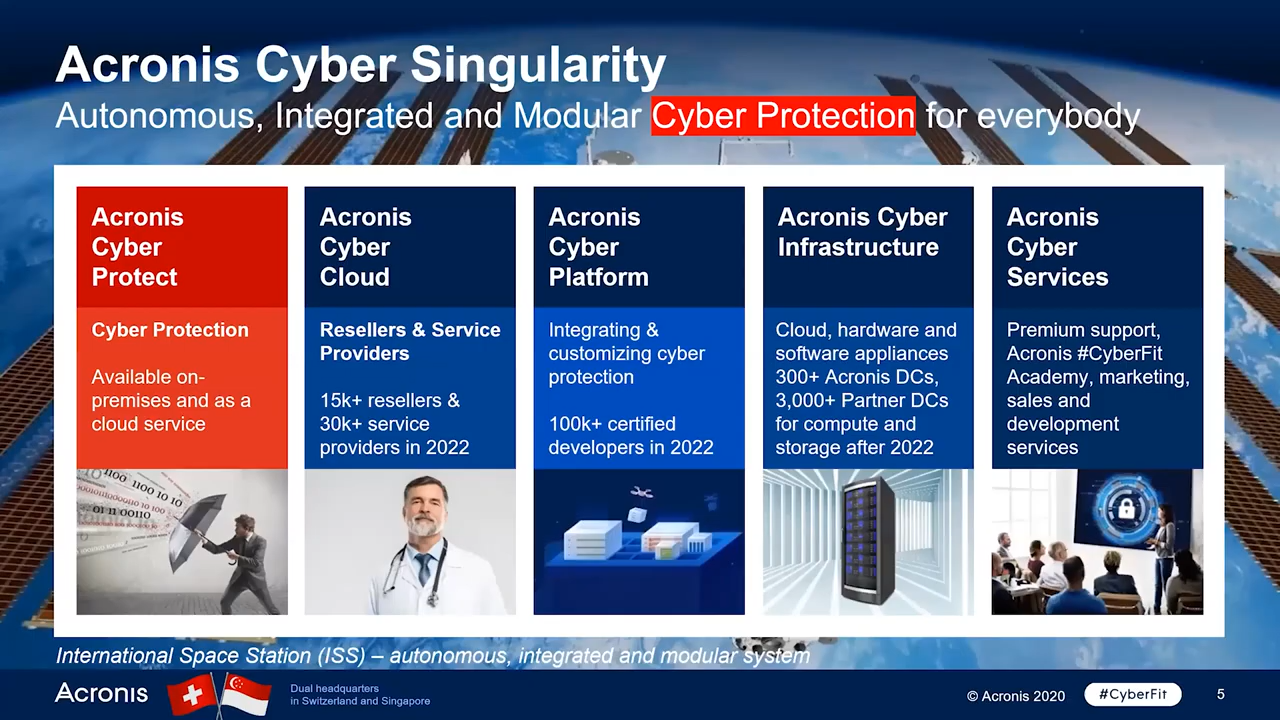 Acronis Cyber Singularity
Autonomous, Integrated and Modular Cyber Protection for everybody
Acronis
Cyber
Protect
Cyber Protection
Available on-
premises and as a
cloud service
Acronis
Cyber
Cloud
Resellers & Service
Providers
15k+ resellers &
30k+ service
providers in 2022
Acronis
Cyber
Platform
Integrating &
customizing cyber
protection
100k+ certified
developers in 2022
Acronis Cyber
Infrastructure
Cloud, hardware and
software appliances
300+ Acronis DCs,
3,000+ Partner DCs
for compute and
storage after 2022
Acronis
Cyber
Services
Premium support,
Acronis #CyberFit
Academy, marketing,
sales and
development
services
International Space Station (ISS) – autonomous, integrated and modular system
Acronis
Dual headquarters
in Switzerland and Singapore
© Acronis 2020
#CyberFit
5